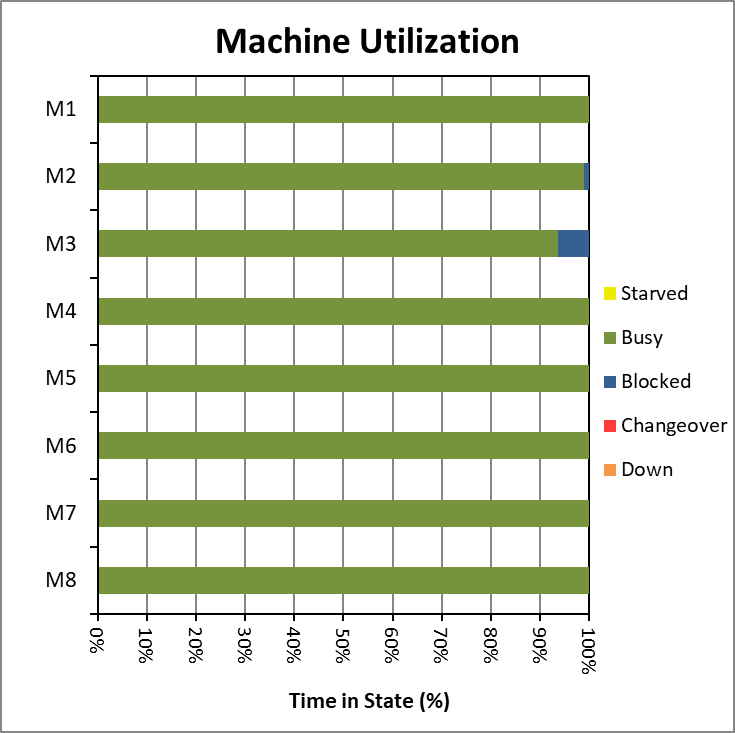 Machine Utilization
M1
M2
M3
M4
M5
M6
M7
M8
0%
10%
20%
30%
40%
50%
60%
70%
80%
90%
100%
Time in State (%)
Starved
Busy
Blocked
Changeover
Down